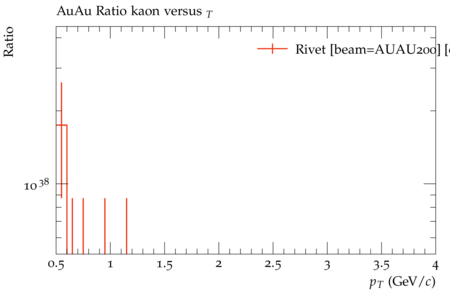 AuAu Ratio kaon versus T
Ratio
Rivet [beam=AUAU200] [
10^38
0.5 1 1.5 2 2.5 3 3.5 4
p_T (GeV/c)